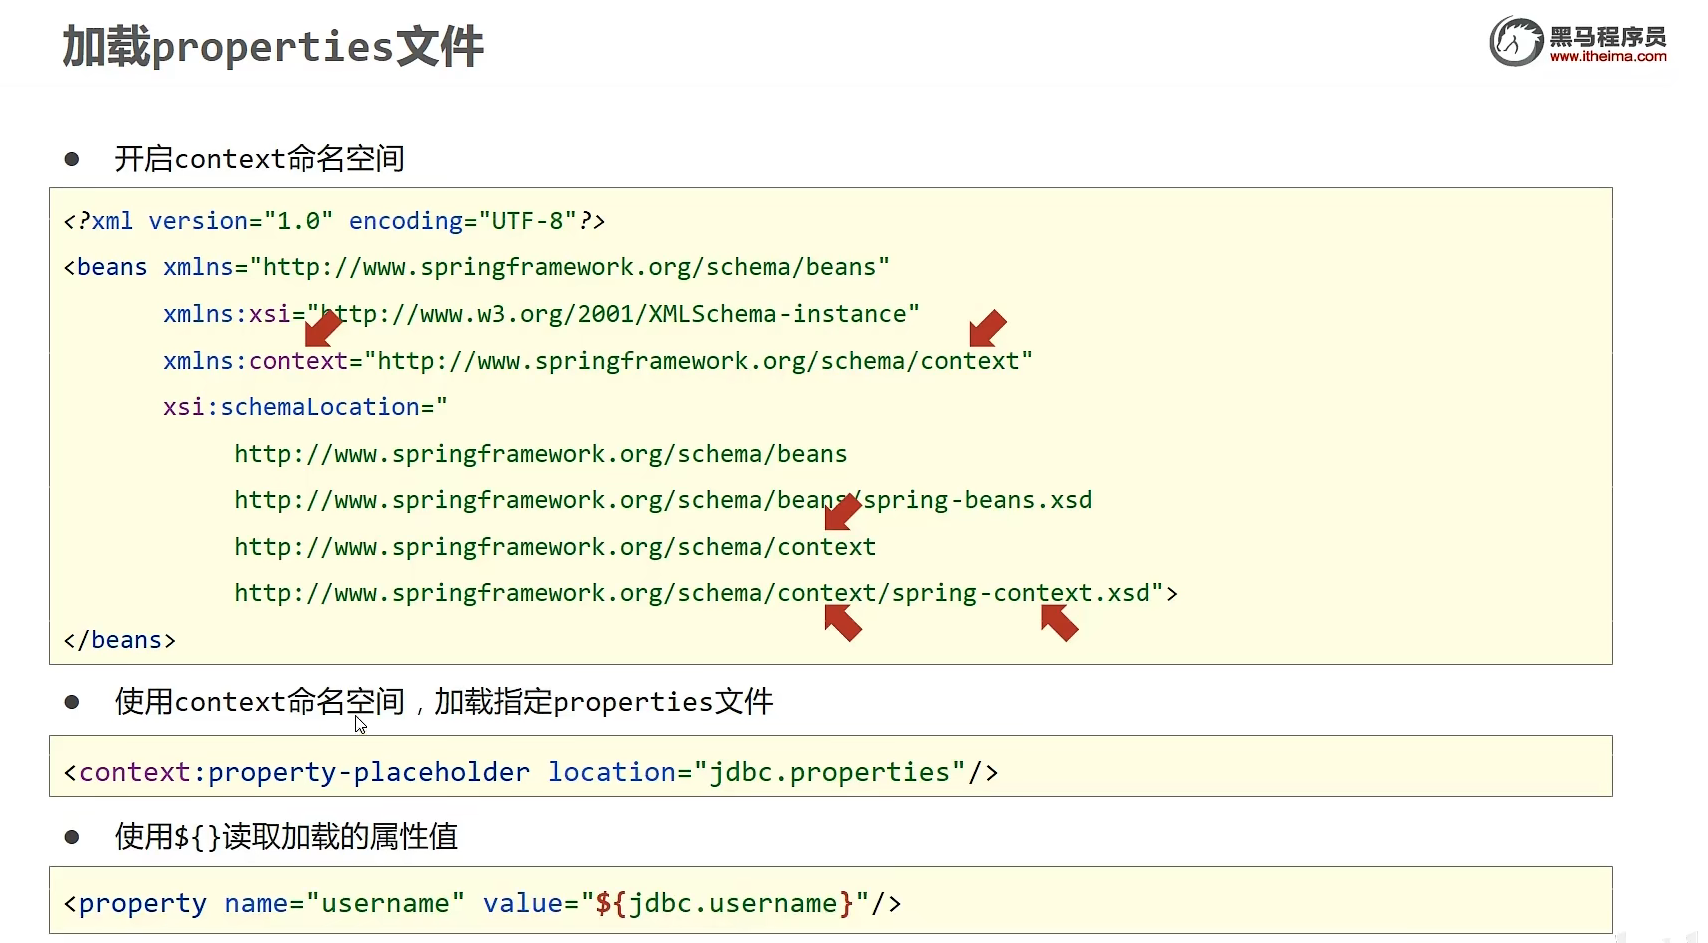 加载properties文件
黑马程序员
www.itheima.com
● 开启context命名空间
<?xml version="1.0" encoding="UTF-8"?>
<beans xmlns="http://www.springframework.org/schema/beans"
xmlns:xsi="http://www.w3.org/2001/XMLSchema-instance"
xmlns:context="http://www.springframework.org/schema/context"
xsi:schemaLocation="
http://www.springframework.org/schema/beans
http://www.springframework.org/schema/beans/spring-beans.xsd
http://www.springframework.org/schema/context
http://www.springframework.org/schema/context/spring-context.xsd">
</beans>
● 使用context命名空间，加载指定properties文件
<context:property-placeholder location="jdbc.properties"/>
● 使用${}读取加载的属性值
<property name="username" value="${jdbc.username}"/>